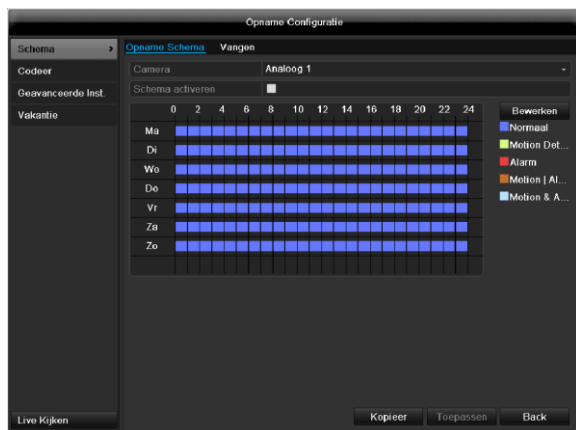 Opname Configuratie
Schema >
Codeer
Geavanceerde Inst.
Vakantie
Live Kijken
Opname Schema Vangen
Camera Analoog 1
Schema activeren
0 2 4 6 8 10 12 14 16 18 20 22 24
Ma
Di
Wo
Do
Vr
Za
Zo
Bewerken
Normaal
Motion Det...
Alarm
Motion | Al...
Motion & A...
Kopieer Toepassen Back